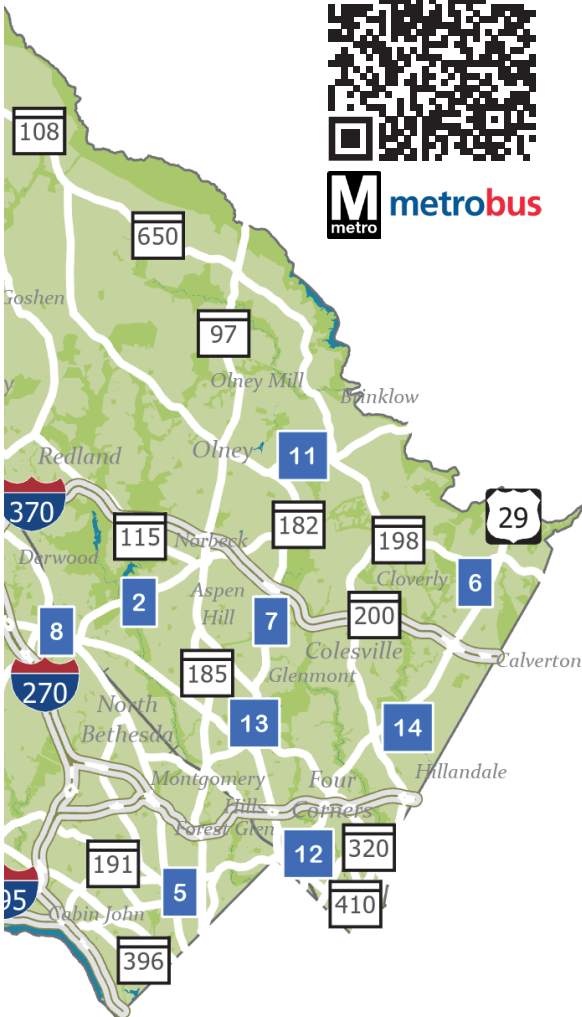 108
M
metro
metrobus
650
Goshen
97
Olney Mill
Brinklow
Olney
11
Redland
370
29
182
115
Norbeck
198
Derwood
Cloverly
6
2
Aspen
Hill
7
200
8
Colesville
Calverton
185
Glenmont
270
North
Bethesda
13
14
Montgomery
Hills
Four
Corners
Hillandale
Forest Glen
12
320
191
5
95
410
Cabin John
396